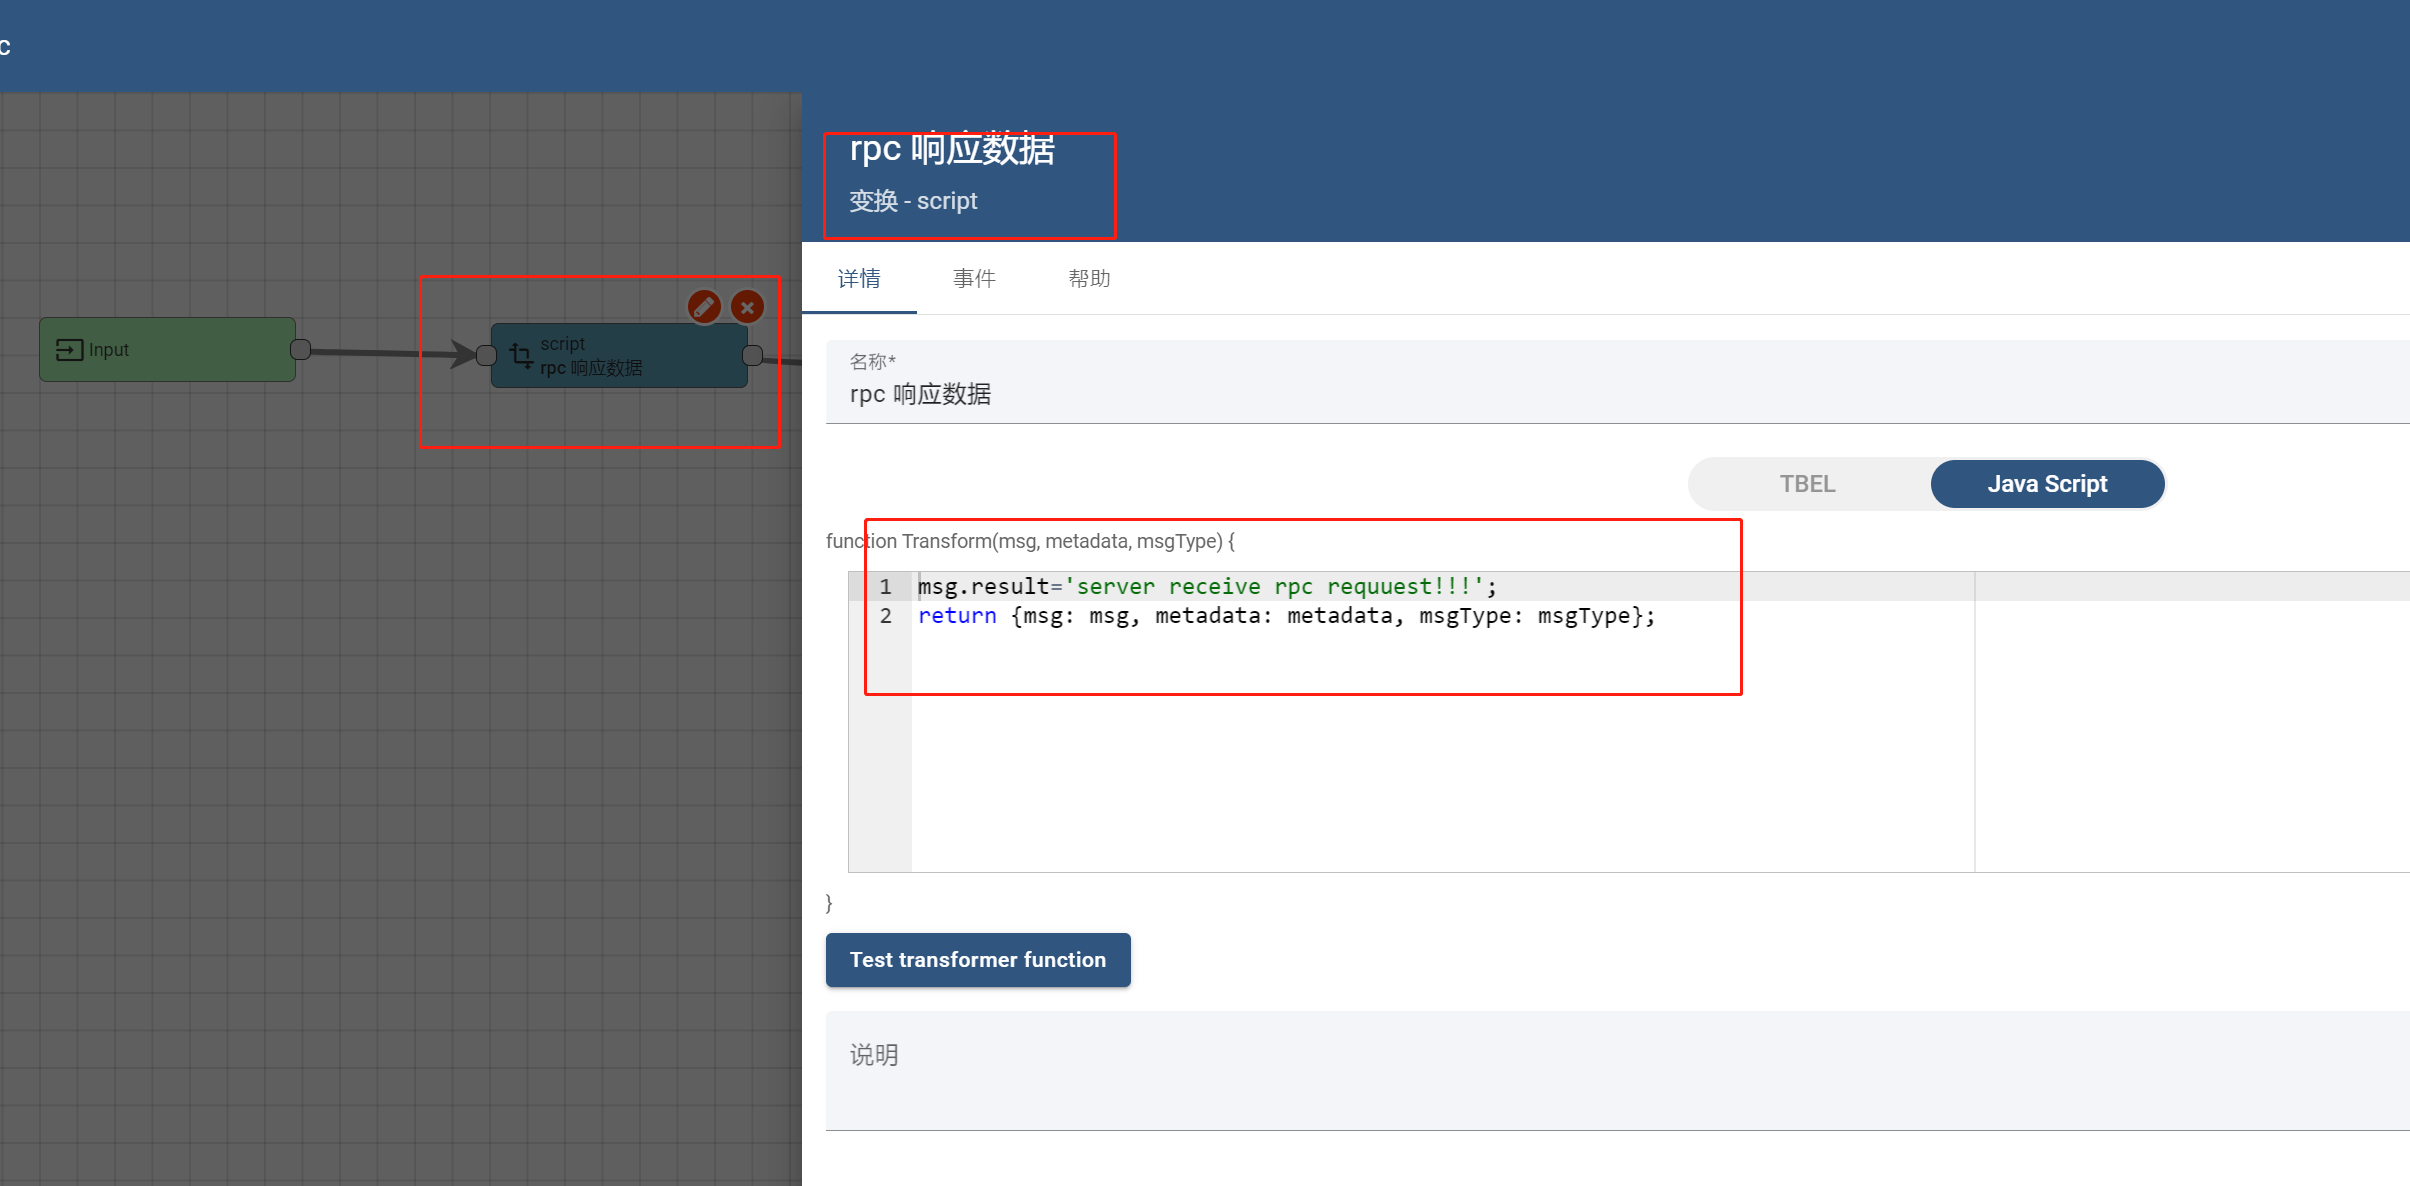 c
Input
script
rpc 响应数据
rpc 响应数据
变换 - script
详情 事件 帮助
名称*
rpc 响应数据
TBEL Java Script
function Transform(msg, metadata, msgType) {
1 msg.result='server receive rpc requuest!!!';
2 return {msg: msg, metadata: metadata, msgType: msgType};
}
Test transformer function
说明